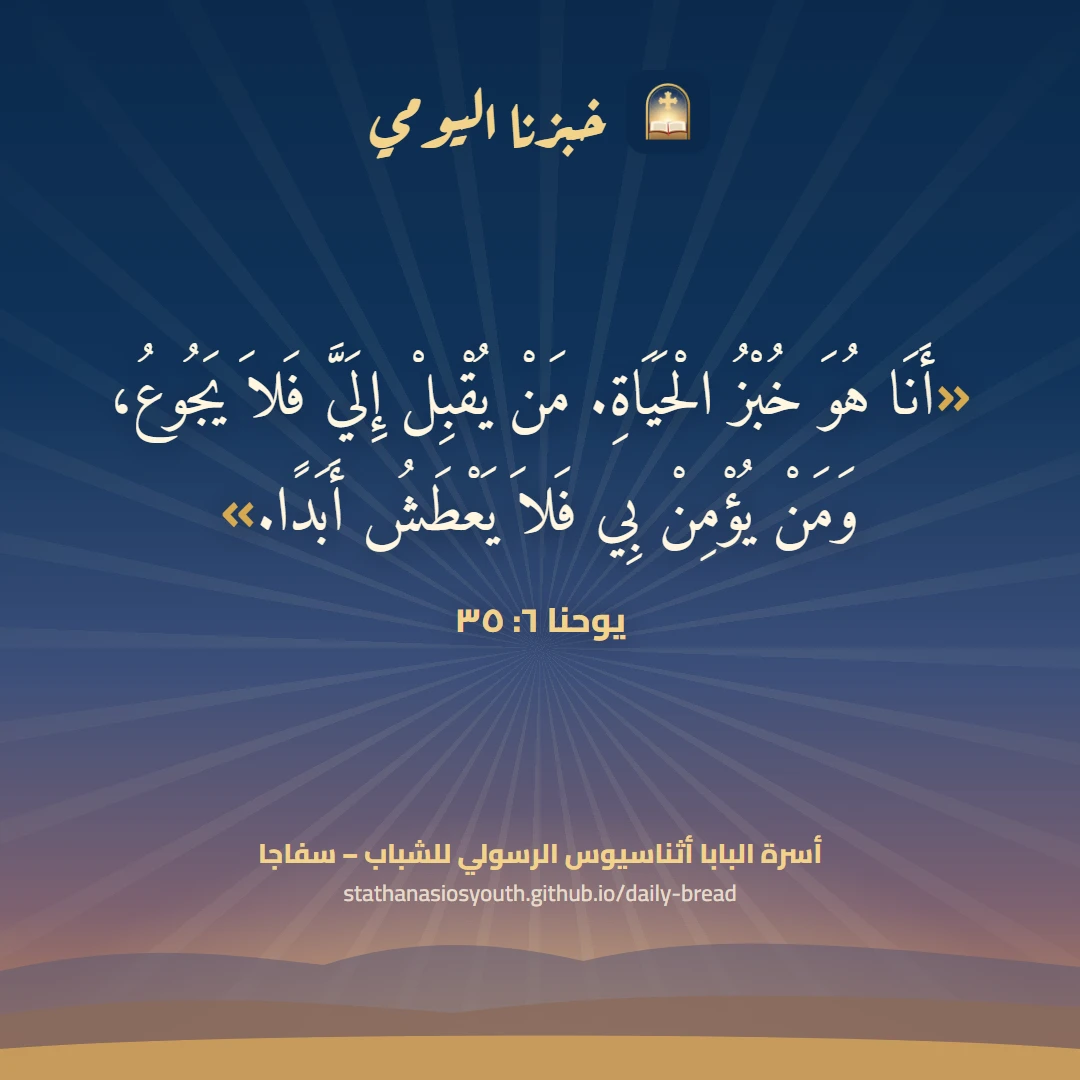 خبزنا اليومي
«أَنَا هُوَ خُبْزُ الْحَيَاةِ. مَنْ يُقْبِلْ إِلَيَّ فَلاَ يَجُوعُ،
وَمَنْ يُؤْمِنْ بِي فَلاَ يَعْطَشُ أَبَدًا.»
يوحنا ٦: ٣٥
أسرة البابا أثناسيوس الرسولي للشباب – سفاجا
stathanasiosyouth.github.io/daily-bread